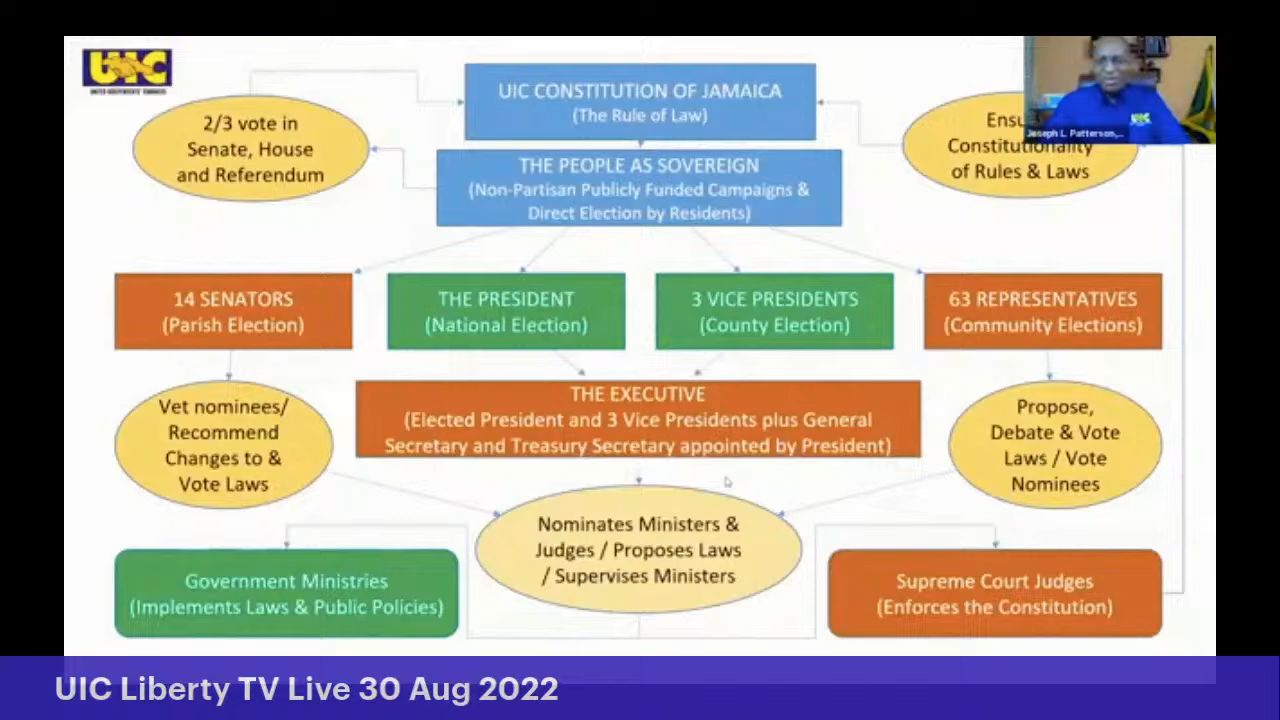 UIC
2/3 vote in
Senate, House
and Referendum
UIC CONSTITUTION OF JAMAICA
(The Rule of Law)
THE PEOPLE AS SOVEREIGN
(Non-Partisan Publicly Funded Campaigns &
Direct Election by Residents)
Constitutionality
of Rules & Laws
UIC
Joseph L. Patterson,...
14 SENATORS
(Parish Election)
THE PRESIDENT
(National Election)
3 VICE PRESIDENTS
(County Election)
63 REPRESENTATIVES
(Community Elections)
Vet nominees/
Recommend
Changes to &
Vote Laws
THE EXECUTIVE
(Elected President and 3 Vice Presidents plus General
Secretary and Treasury Secretary appointed by President)
Propose,
Debate & Vote
Laws / Vote
Nominees
Nominates Ministers &
Judges / Proposes Laws
/ Supervises Ministers
Government Ministries
(Implements Laws & Public Policies)
Supreme Court Judges
(Enforces the Constitution)
UIC Liberty TV Live 30 Aug 2022